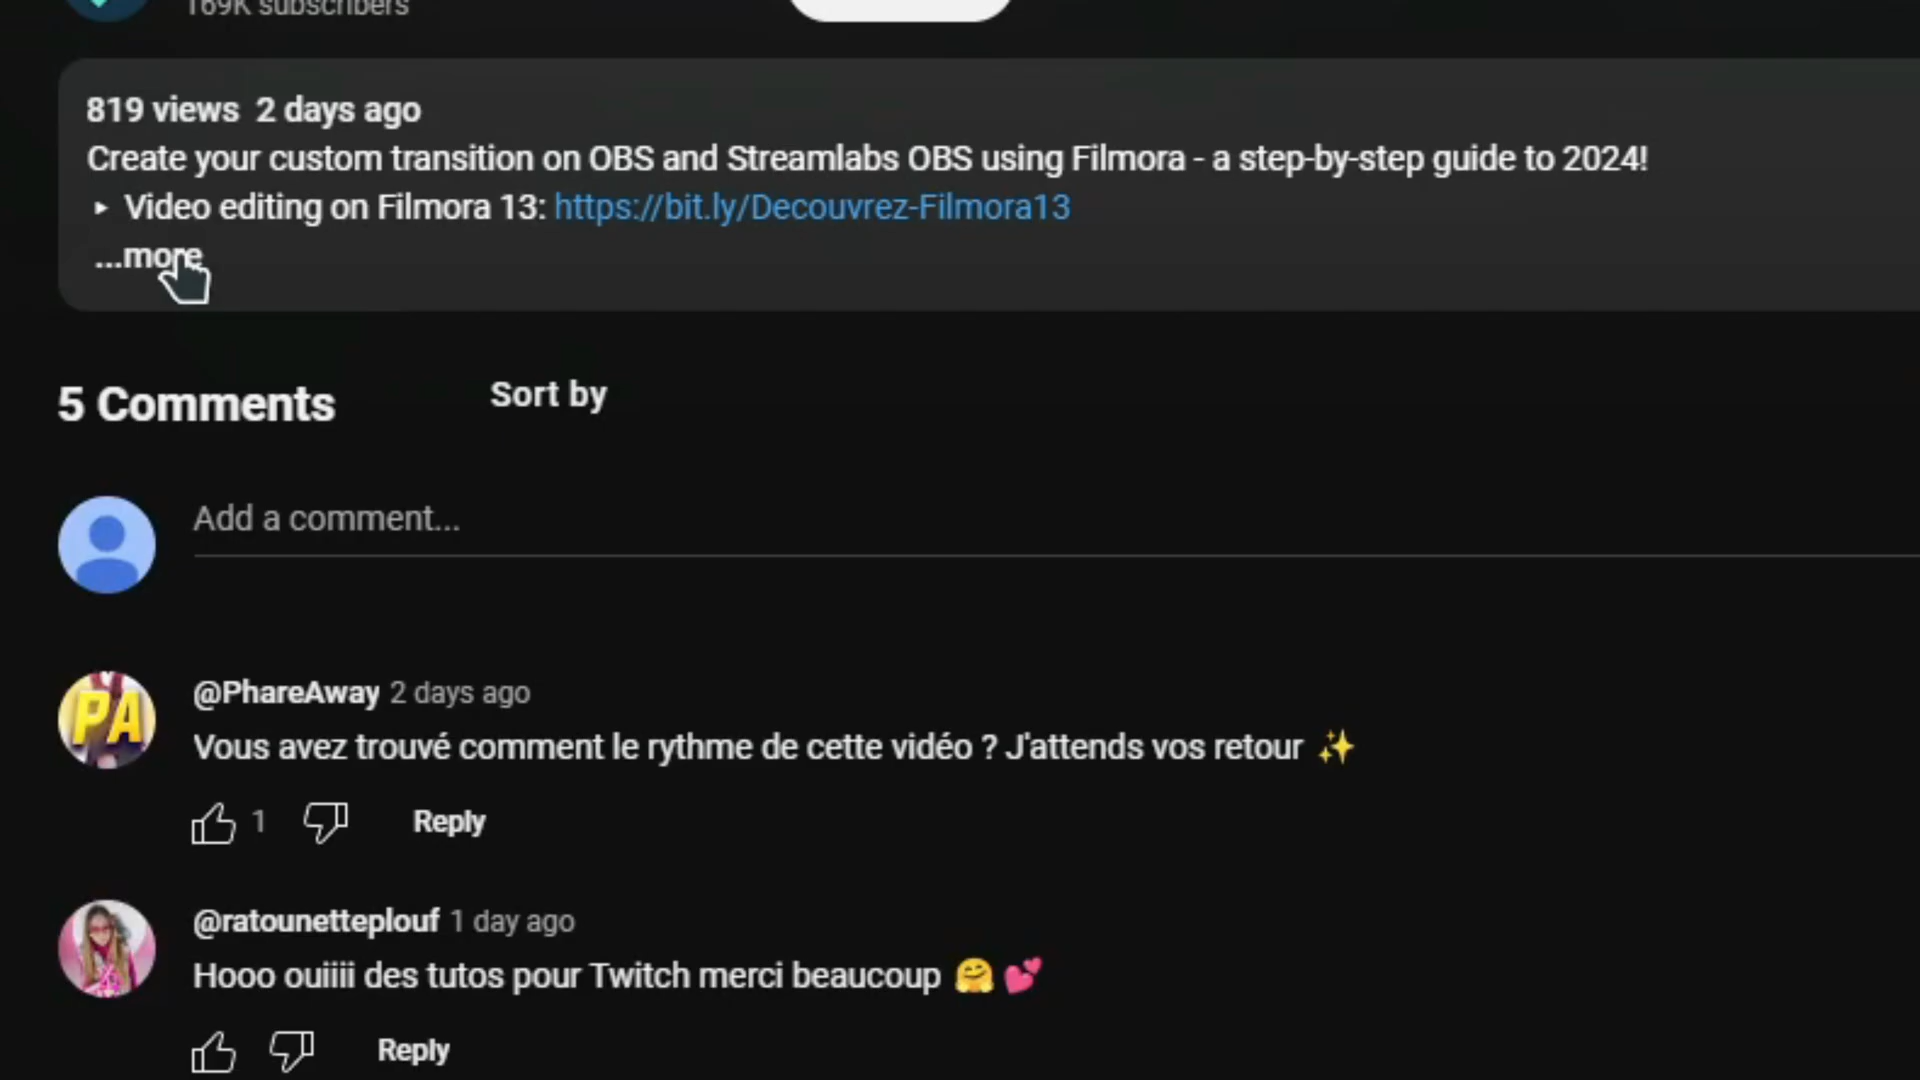 169K subscribers
819 views 2 days ago
Create your custom transition on OBS and Streamlabs OBS using Filmora - a step-by-step guide to 2024!
▸ Video editing on Filmora 13: https://bit.ly/Decouvrez-Filmora13
...more
5 Comments Sort by
Add a comment...
@PhareAway 2 days ago
PA
Vous avez trouvé comment le rythme de cette vidéo ? J'attends vos retour ✨
1 Reply
@ratounetteplouf 1 day ago
Hooo ouiiii des tutos pour Twitch merci beaucoup 🤗 💕
Reply